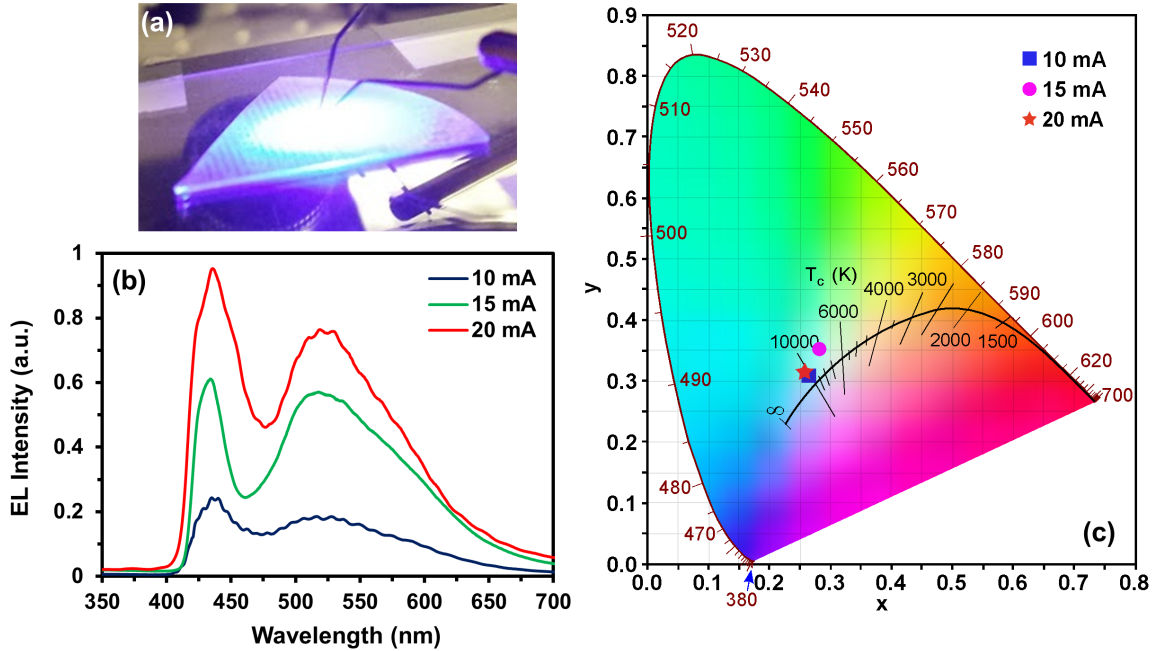 (a)
(b)
10 mA
15 mA
20 mA
1
0.8
0.6
0.4
0.2
0
EL Intensity (a.u.)
350 400 450 500 550 600 650 700
Wavelength (nm)
(c)
10 mA
15 mA
20 mA
0.9
0.8
0.7
0.6
0.5
0.4
0.3
0.2
0.1
0.0
y
0.0 0.1 0.2 0.3 0.4 0.5 0.6 0.7 0.8
x
520
530
540
550
560
570
580
590
600
620
700
510
500
490
480
470
380
Tc (K)
∞
10000
6000
4000
3000
2000
1500